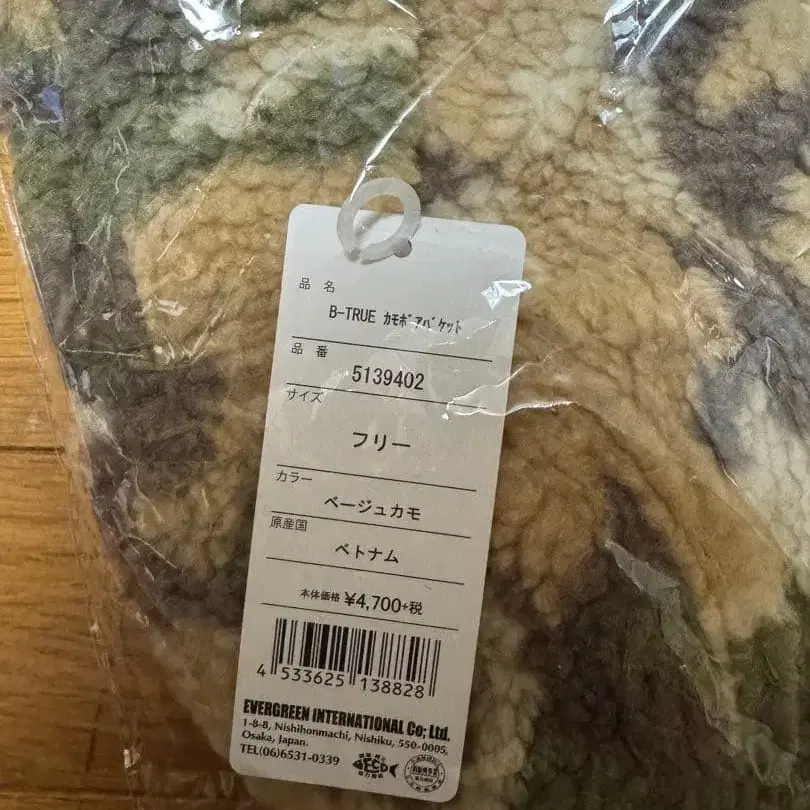 品 名
B-TRUE ｶﾓﾎﾞｱﾊﾞｹｯﾄ
品 番
5139402
サイズ
フリー
カラー
ベージュカモ
原産国
ベトナム
本体価格 ¥4,700+税
4 533625 138828
EVERGREEN INTERNATIONAL Co; Ltd.
1-8-8, Nishihonmachi, Nishiku, 550-0005,
Osaka, Japan.
TEL(06)6531-0339
ECO